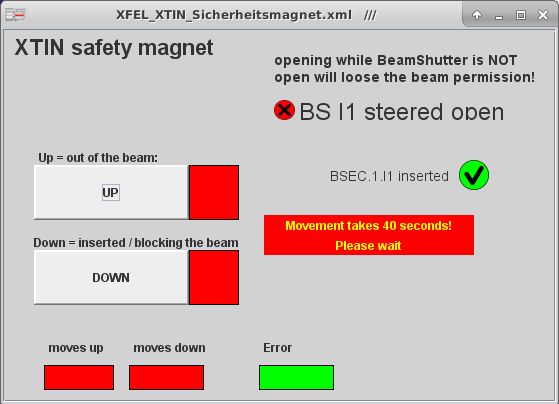 XFEL_XTIN_Sicherheitsmagnet.xml ///
XTIN safety magnet
opening while BeamShutter is NOT
open will loose the beam permission!
BS I1 steered open
Up = out of the beam:
UP
BSEC.1.I1 inserted
Movement takes 40 seconds!
Please wait
Down = inserted / blocking the beam
DOWN
moves up
moves down
Error